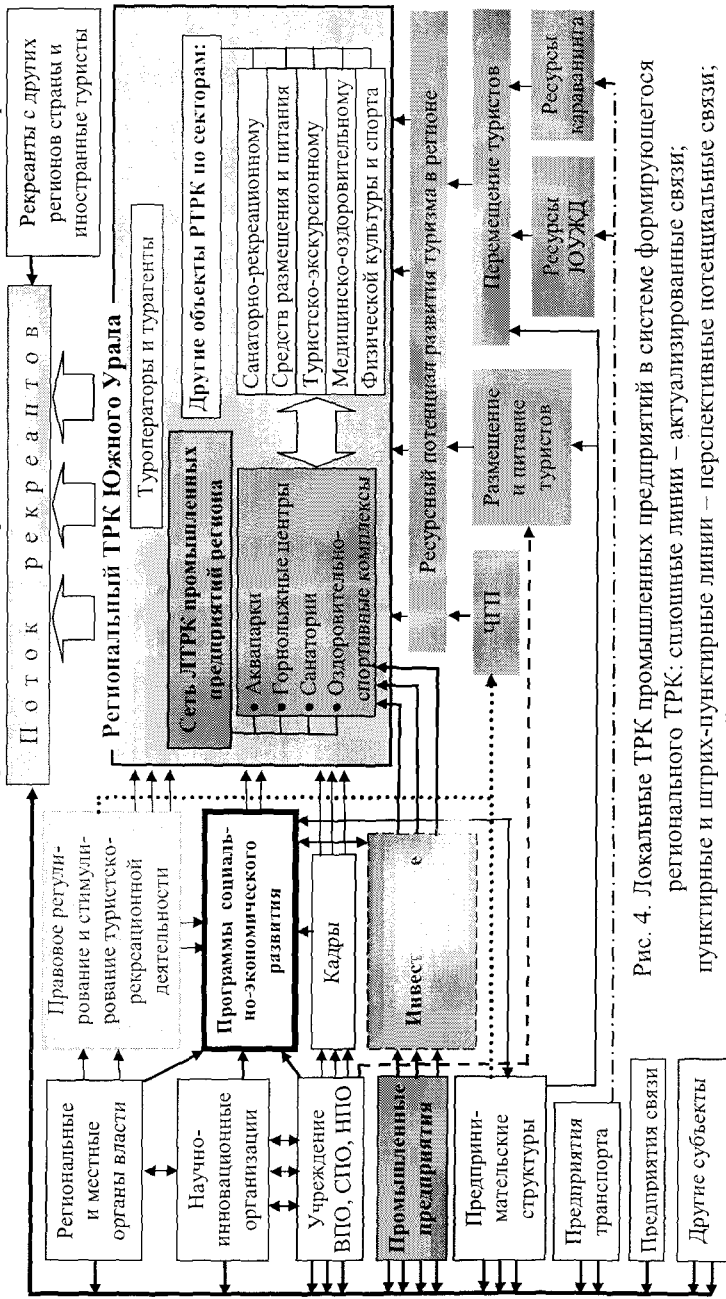 Рекреанты с других
регионов страны и
иностранные туристы
Поток рекреантов
Региональный ТРК Южного Урала
Туроператоры и турагенты
Сеть ЛТРК промышленных
предприятий региона
• Аквапарки
• Горнолыжные центры
• Санатории
• Оздоровительно-
спортивные комплексы
Другие объекты РТРК по секторам:
Санаторно-рекреационному
Средств размещения и питания
Туристско-экскурсионному
Медицинско-оздоровительному
Физической культуры и спорта
Ресурсный потенциал развития туризма в регионе
ЧГП
Размещение
и питание
туристов
Перемещение туристов
Ресурсы
ЮУЖД
Ресурсы
караванинга
Правовое регули-
рование и стимули-
рование туристско-
рекреационной
деятельности
Программы социаль-
но-экономического
развития
Кадры
Инвест
е
Региональные
и местные
органы власти
Научно-
инновационные
организации
Учреждение
ВПО, СПО, НПО
Промышленные
предприятия
Предприни-
мательские
структуры
Предприятия
транспорта
Предприятия связи
Другие субъекты
Рис. 4. Локальные ТРК промышленных предприятий в системе формирующегося
регионального ТРК: сплошные линии – актуализированные связи;
пунктирные и штрих-пунктирные линии – перспективные потенциальные связи;